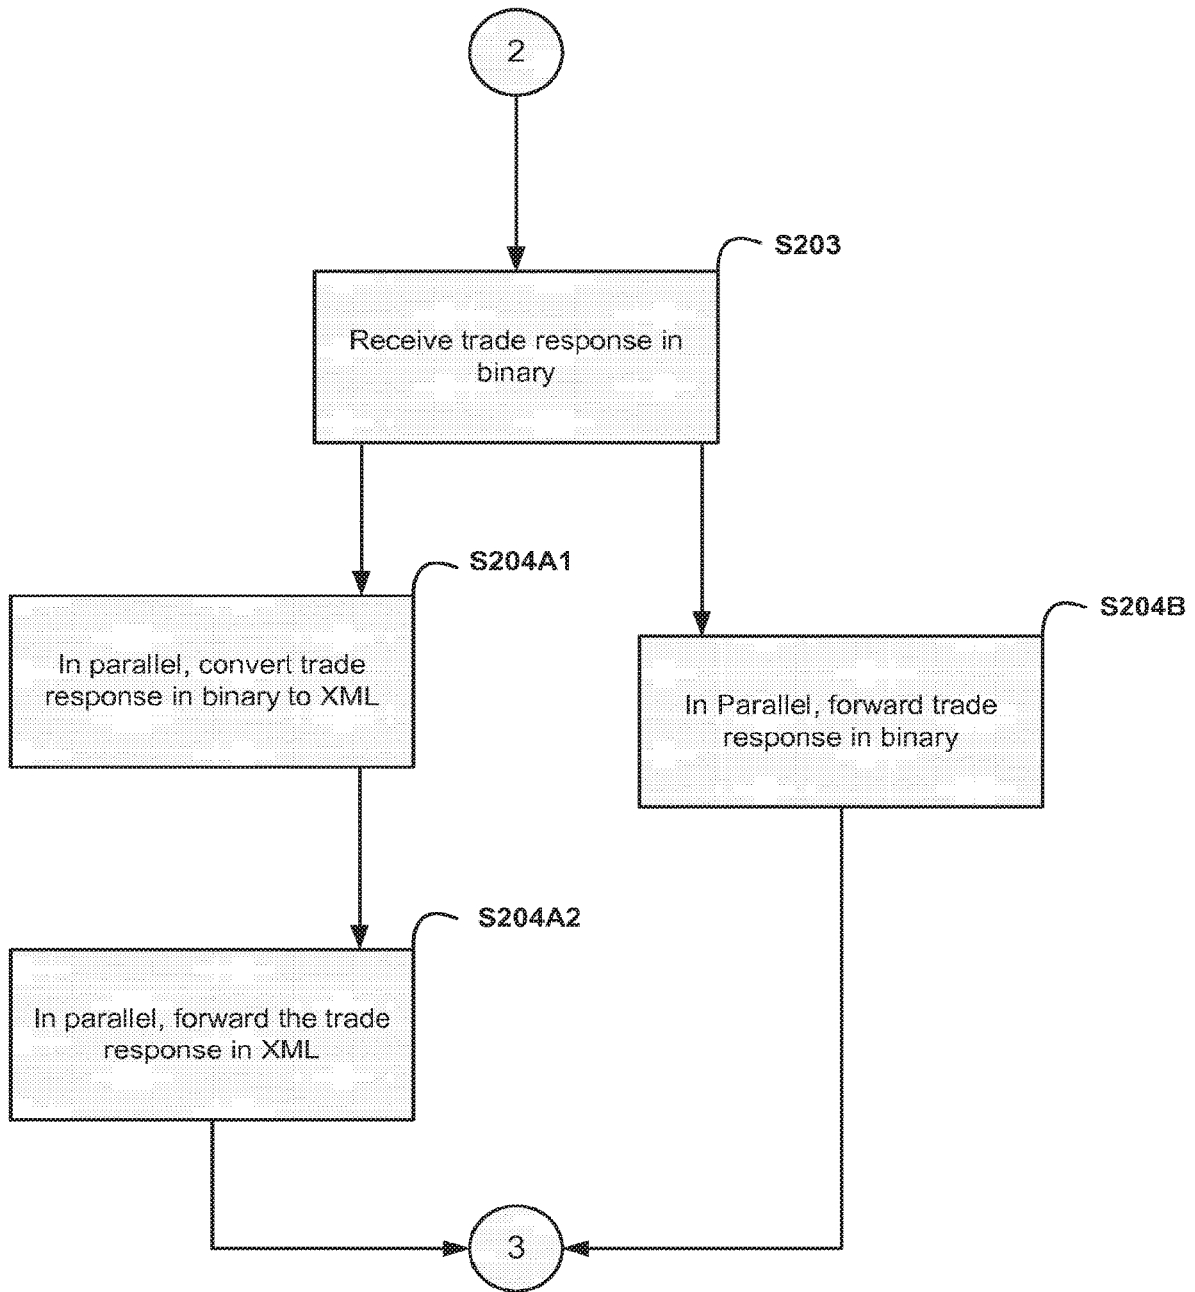 2
S203
Receive trade response in
binary
S204A1
In parallel, convert trade
response in binary to XML
S204B
In Parallel, forward trade
response in binary
S204A2
In parallel, forward the trade
response in XML
3